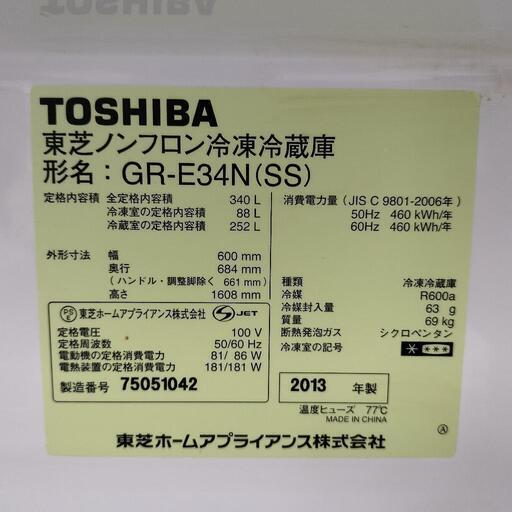 TOSHIBA
東芝ノンフロン冷凍冷蔵庫
形名：GR-E34N(SS)
定格内容積 全定格内容積 340 L
冷凍室の定格内容積 88 L
冷蔵室の定格内容積 252 L
消費電力量（JIS C 9801-2006年）
50Hz 460 kWh/年
60Hz 460 kWh/年
外形寸法 幅 600 mm
奥行 684 mm
（ハンドル・調整脚除く 661 mm）
高さ 1608 mm
種類 冷凍冷蔵庫
冷媒 R600a
冷媒封入量 63 g
質量 69 kg
断熱発泡ガス シクロペンタン
冷凍室の記号
PS E 東芝ホームアプライアンス株式会社 JET
定格電圧 100 V
定格周波数 50/60 Hz
電動機の定格消費電力 81/ 86 W
電熱装置の定格消費電力 181/181 W
製造番号 75051042
2013 年製
温度ヒューズ 77℃
MADE IN CHINA
東芝ホームアプライアンス株式会社
Ⓐ